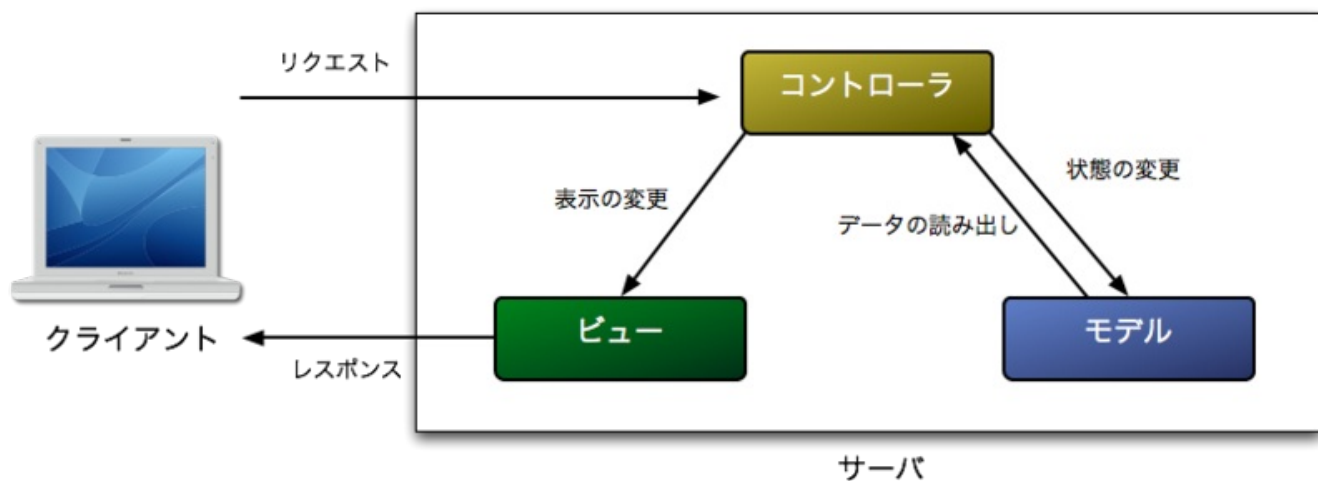 リクエスト
コントローラ
状態の変更
表示の変更
データの読み出し
ビュー
モデル
クライアント
レスポンス
サーバ